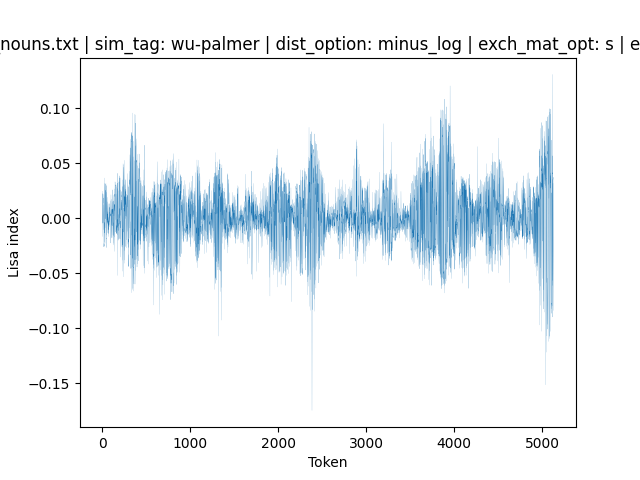 nouns.txt | sim_tag: wu-palmer | dist_option: minus_log | exch_mat_opt: s | e
0.10
0.05
0.00
−0.05
−0.10
−0.15
Lisa index
0 1000 2000 3000 4000 5000
Token